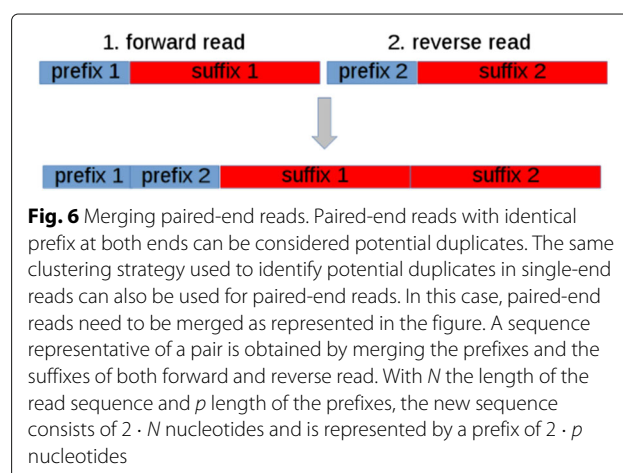 1. forward read 2. reverse read
prefix 1 suffix 1 prefix 2 suffix 2
prefix 1 prefix 2 suffix 1 suffix 2
Fig. 6 Merging paired-end reads. Paired-end reads with identical
prefix at both ends can be considered potential duplicates. The same
clustering strategy used to identify potential duplicates in single-end
reads can also be used for paired-end reads. In this case, paired-end
reads need to be merged as represented in the figure. A sequence
representative of a pair is obtained by merging the prefixes and the
suffixes of both forward and reverse read. With N the length of the
read sequence and p length of the prefixes, the new sequence
consists of 2 · N nucleotides and is represented by a prefix of 2 · p
nucleotides